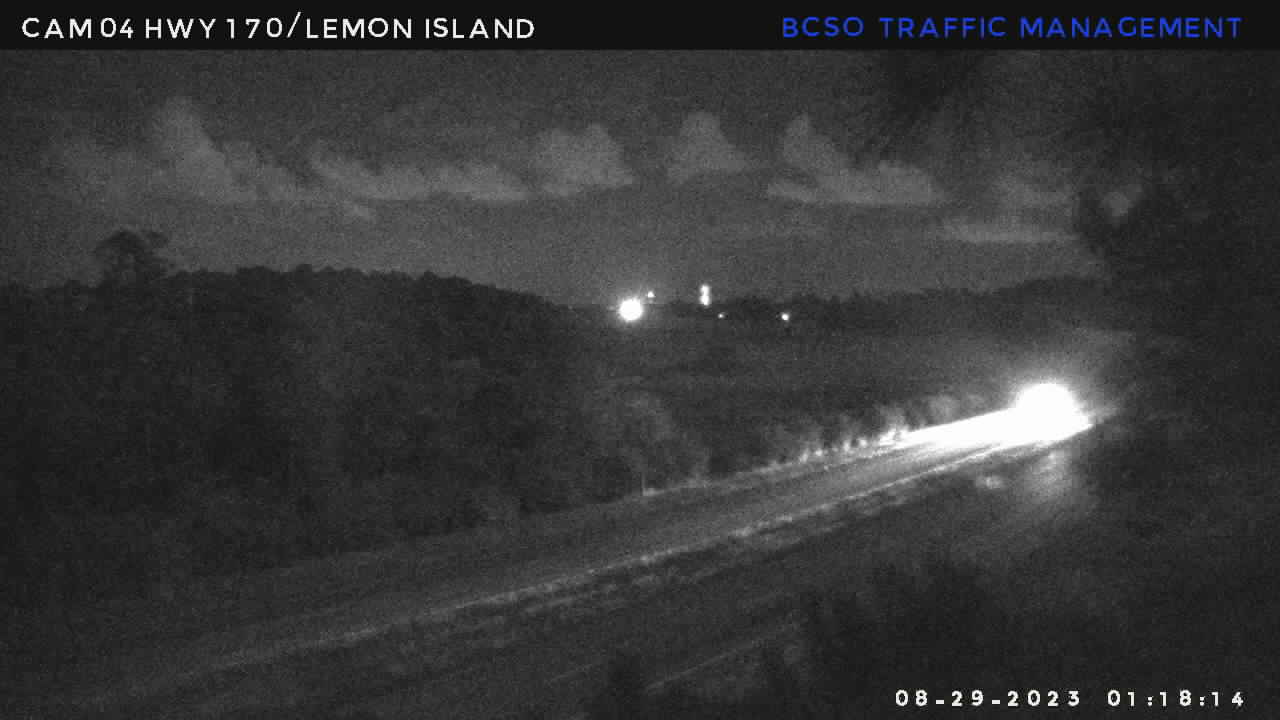 CAM04 HWY 170/LEMON ISLAND
BCSO TRAFFIC MANAGEMENT
08-29-2023 01:18:14